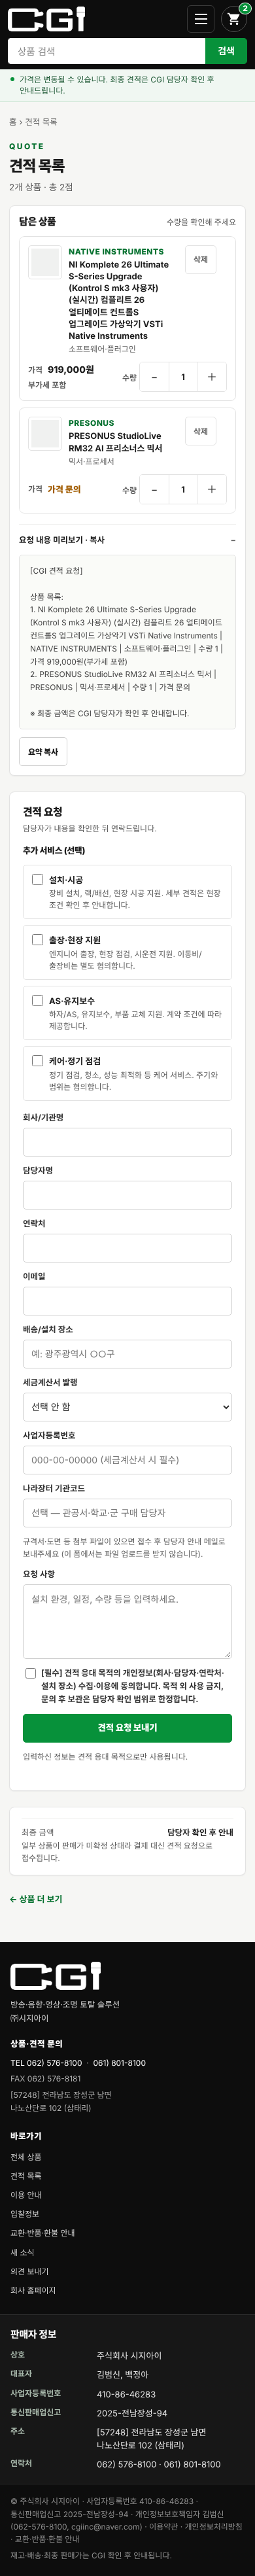 CGI
2
상품 검색
검색
가격은 변동될 수 있습니다. 최종 견적은 CGI 담당자 확인 후
안내드립니다.
홈 › 견적 목록
QUOTE
견적 목록
2개 상품 · 총 2점
담은 상품
수량을 확인해 주세요
NATIVE INSTRUMENTS
NI Komplete 26 Ultimate
S-Series Upgrade
(Kontrol S mk3 사용자)
(실시간) 컴플리트 26
얼티메이트 컨트롤S
업그레이드 가상악기 VSTi
Native Instruments
소프트웨어·플러그인
삭제
가격 919,000원
부가세 포함
수량 − 1 +
PRESONUS
PRESONUS StudioLive
RM32 AI 프리소너스 믹서
믹서·프로세서
삭제
가격 가격 문의
수량 − 1 +
요청 내용 미리보기 · 복사 −
[CGI 견적 요청]
품목 목록:
1. NI Komplete 26 Ultimate S-Series Upgrade
(Kontrol S mk3 사용자) (실시간) 컴플리트 26 얼티메이트
컨트롤S 업그레이드 가상악기 VSTi Native Instruments |
NATIVE INSTRUMENTS | 소프트웨어·플러그인 | 수량 1 |
가격 919,000원(부가세 포함)
2. PRESONUS StudioLive RM32 AI 프리소너스 믹서 |
PRESONUS | 믹서·프로세서 | 수량 1 | 가격 문의
※ 최종 금액은 CGI 담당자가 확인 후 안내합니다.
요약 복사
견적 요청
담당자가 내용을 확인한 뒤 연락드립니다.
추가 서비스 (선택)
설치·시공
장비 설치, 랙/배선, 현장 시공 지원. 세부 견적은 현장
조건 확인 후 안내합니다.
출장·현장 지원
엔지니어 출장, 현장 점검, 시운전 지원. 이동비/
출장비는 별도 협의합니다.
AS·유지보수
하자/AS, 유지보수, 부품 교체 지원. 계약 조건에 따라
제공합니다.
케어·정기 점검
정기 점검, 청소, 성능 최적화 등 케어 서비스. 주기와
범위는 협의합니다.
회사/기관명
담당자명
연락처
이메일
배송/설치 장소
예: 광주광역시 ○○구
세금계산서 발행
선택 안 함
사업자등록번호
000-00-00000 (세금계산서 시 필수)
나라장터 기관코드
선택 — 관공서·학교·군 구매 담당자
규격서·도면 등 첨부 파일이 있으면 접수 후 담당자 안내 메일로
보내주세요 (이 폼에서는 파일 업로드를 받지 않습니다).
요청 사항
설치 환경, 일정, 수량 등을 입력하세요.
[필수] 견적 응대 목적의 개인정보(회사·담당자·연락처·
설치 장소) 수집·이용에 동의합니다. 목적 외 사용 금지,
문의 후 보관은 담당자 확인 범위로 한정합니다.
견적 요청 보내기
입력하신 정보는 견적 응대 목적으로만 사용됩니다.
최종 금액 담당자 확인 후 안내
일부 상품이 판매가 미확정 상태라 결제 대신 견적 요청으로
접수됩니다.
← 상품 더 보기
CGI
방송·음향·영상·조명 토탈 솔루션
㈜시지아이
상품·견적 문의
TEL 062) 576-8100 · 061) 801-8100
FAX 062) 576-8181
[57248] 전라남도 장성군 남면
나노산단로 102 (삼태리)
바로가기
전체 상품
견적 목록
이용 안내
입찰정보
교환·반품·환불 안내
새 소식
의견 보내기
회사 홈페이지
판매자 정보
상호 주식회사 시지아이
대표자 김범신, 백정아
사업자등록번호 410-86-46283
통신판매업신고 2025-전남장성-94
주소 [57248] 전라남도 장성군 남면
나노산단로 102 (삼태리)
연락처 062) 576-8100 · 061) 801-8100
© 주식회사 시지아이 · 사업자등록번호 410-86-46283 ·
통신판매업신고 2025-전남장성-94 · 개인정보보호책임자 김범신
(062-576-8100, cgiinc@naver.com) · 이용약관 · 개인정보처리방침
· 교환·반품·환불 안내
재고·배송·최종 판매가는 CGI 확인 후 안내됩니다.